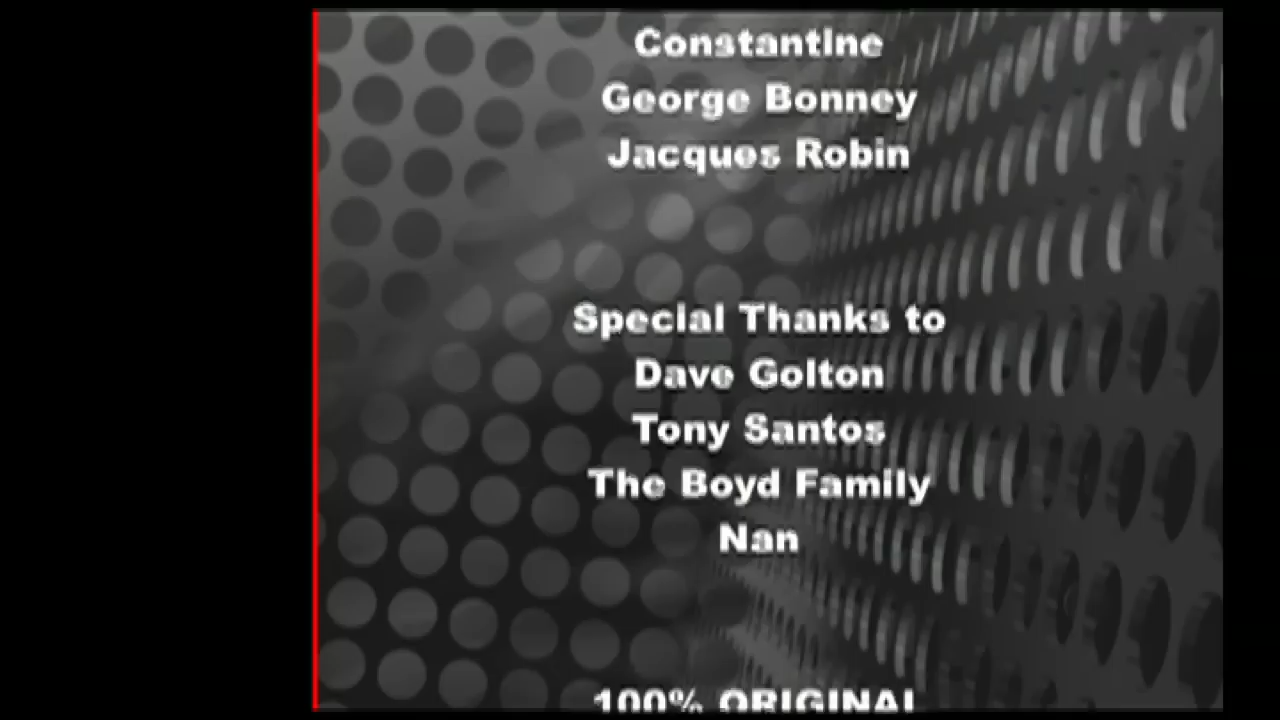 Constantine
George Bonney
Jacques Robin
Special Thanks to
Dave Golton
Tony Santos
The Boyd Family
Nan
100% ORIGINAL